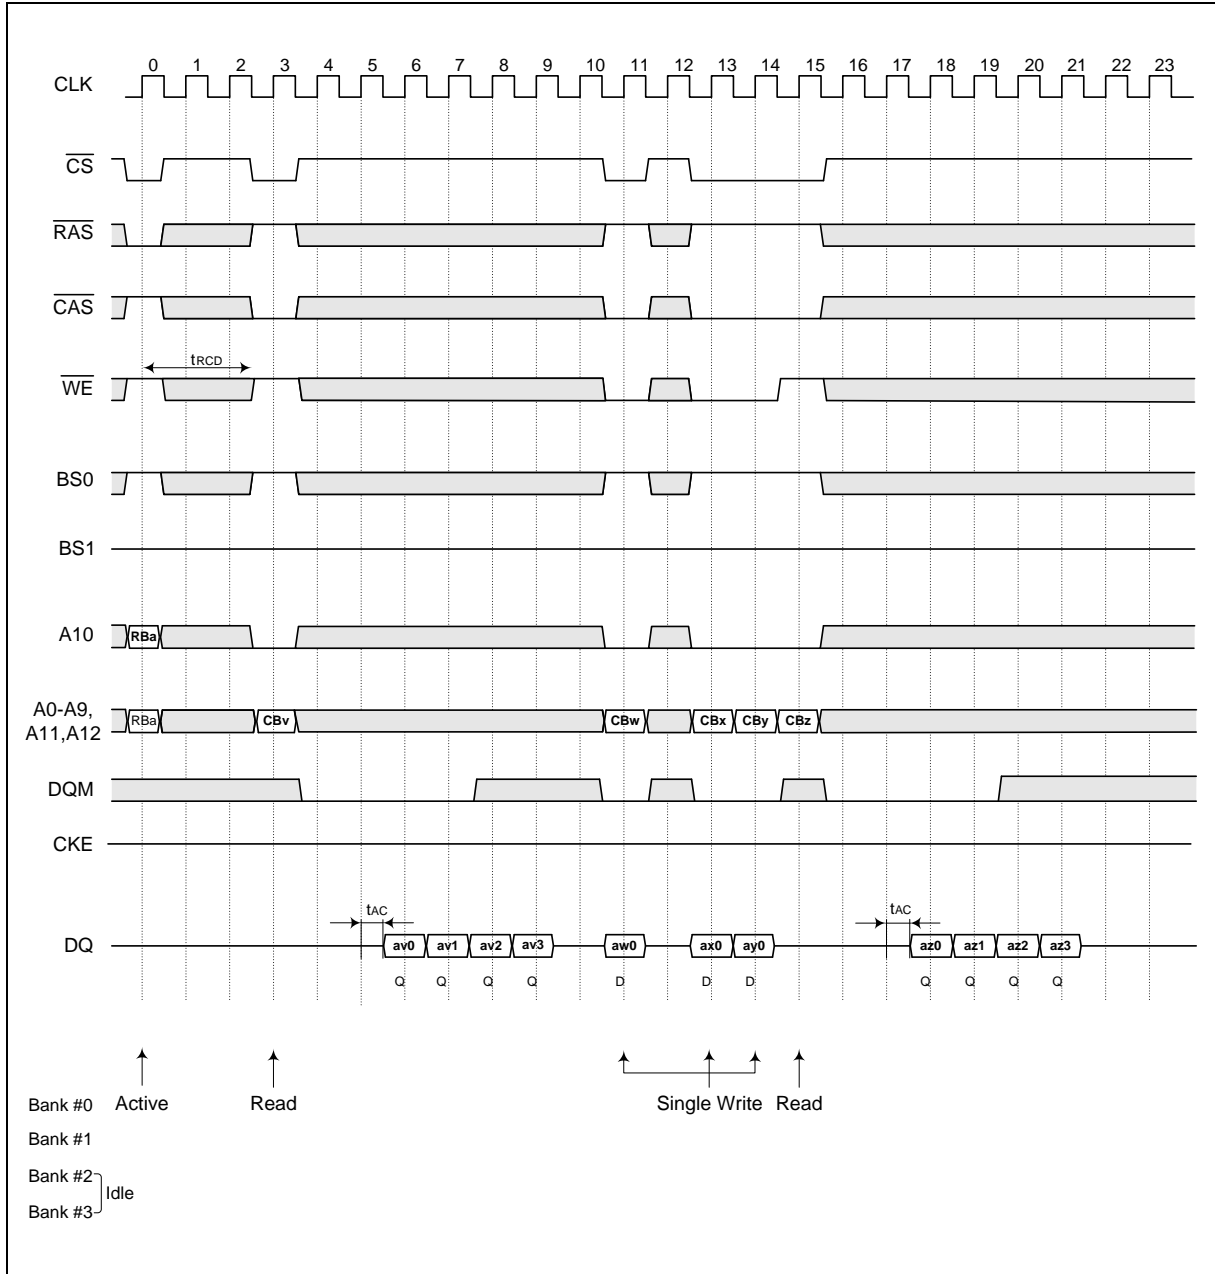 0 1 2 3 4 5 6 7 8 9 10 11 12 13 14 15 16 17 18 19 20 21 22 23
CLK
CS
RAS
CAS
tRCD
WE
BS0
BS1
A10 RBa
A0-A9,
A11,A12
RBa CBv CBw CBx CBy CBz
DQM
CKE
tAC tAC
DQ av0 av1 av2 av3 aw0 ax0 ay0 az0 az1 az2 az3
Q Q Q Q D D D Q Q Q Q
Bank #0 Active Read Single Write Read
Bank #1
Bank #2
Idle
Bank #3